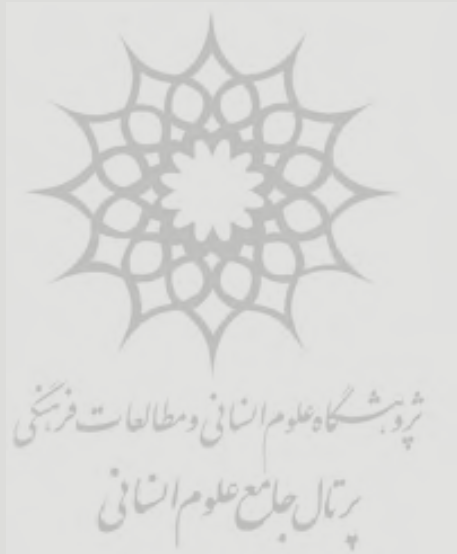 پژوهشگاه علوم انسانی و مطالعات فرهنگی
پرتال جامع علوم انسانی